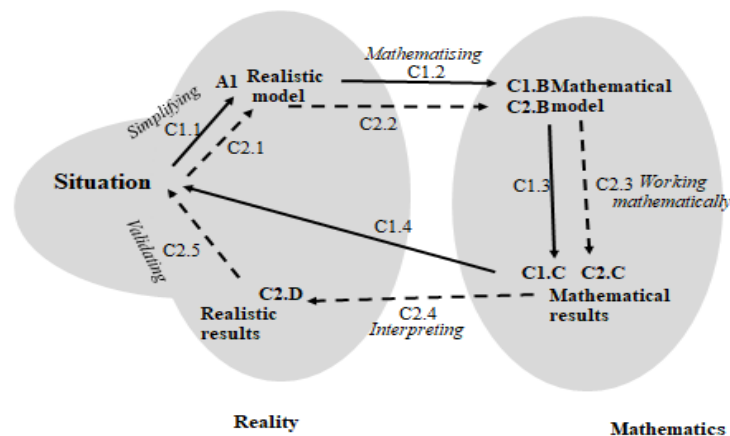 Mathematising
C1.2
A1 Realistic
model
C1.B Mathematical
C2.B model
Simplifying
C1.1
C2.1
C2.2
Situation
C1.3
C2.3 Working
mathematically
C1.4
Validating
C2.5
C1.C C2.C
Mathematical
results
C2.D
Realistic
results
C2.4
Interpreting
Reality
Mathematics